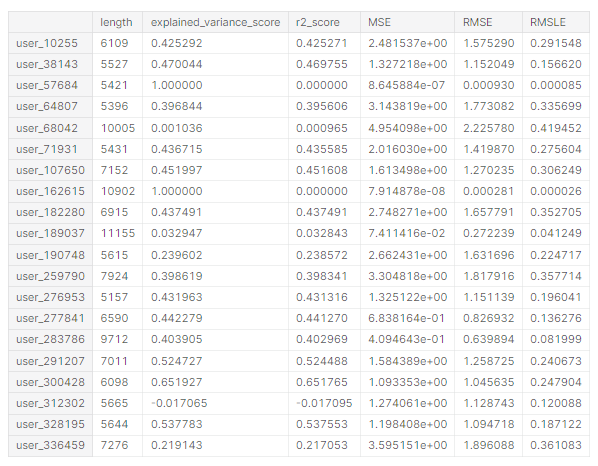 length explained_variance_score r2_score MSE RMSE RMSLE
user_10255 6109 0.425292 0.425271 2.481537e+00 1.575290 0.291548
user_38143 5527 0.470044 0.469755 1.327218e+00 1.152049 0.156620
user_57684 5421 1.000000 0.000000 8.645884e-07 0.000930 0.000085
user_64807 5396 0.396844 0.395606 3.143819e+00 1.773082 0.335699
user_68042 10005 0.001036 0.000965 4.954098e+00 2.225780 0.419452
user_71931 5431 0.436715 0.435585 2.016030e+00 1.419870 0.275604
user_107650 7152 0.451997 0.451608 1.613498e+00 1.270235 0.306249
user_162615 10902 1.000000 0.000000 7.914878e-08 0.000281 0.000026
user_182280 6915 0.437491 0.437491 2.748271e+00 1.657791 0.352705
user_189037 11155 0.032947 0.032843 7.411416e-02 0.272239 0.041249
user_190748 5615 0.239602 0.238572 2.662431e+00 1.631696 0.224717
user_259790 7924 0.398619 0.398341 3.304818e+00 1.817916 0.357714
user_276953 5157 0.431963 0.431316 1.325122e+00 1.151139 0.196041
user_277841 6590 0.442279 0.441270 6.838164e-01 0.826932 0.136276
user_283786 9712 0.403905 0.402969 4.094643e-01 0.639894 0.081999
user_291207 7011 0.524727 0.524488 1.584389e+00 1.258725 0.240673
user_300428 6098 0.651927 0.651765 1.093353e+00 1.045635 0.247904
user_312302 5665 -0.017065 -0.017095 1.274061e+00 1.128743 0.120088
user_328195 5644 0.537783 0.537553 1.198408e+00 1.094718 0.187122
user_336459 7276 0.219143 0.217053 3.595151e+00 1.896088 0.361083